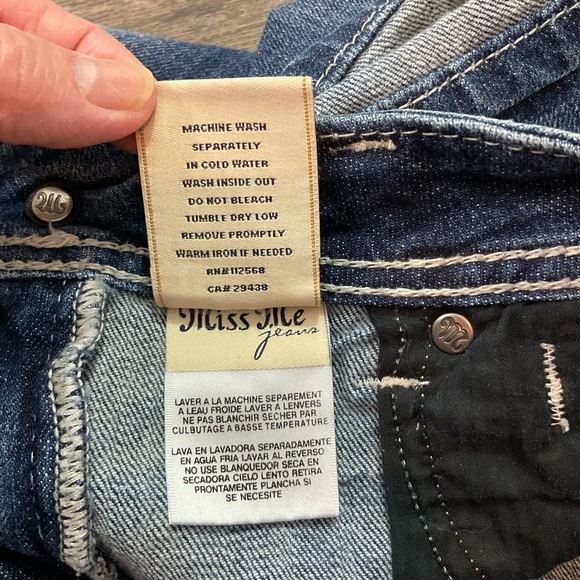 MACHINE WASH
SEPARATELY
IN COLD WATER
WASH INSIDE OUT
DO NOT BLEACH
TUMBLE DRY LOW
REMOVE PROMPTLY
WARM IRON IF NEEDED
RN#112568
CA#29438
Miss Me
jeans
LAVER A LA MACHINE SEPAREMENT
A LEAU FROIDE LAVER A LENVERS
NE PAS BLANCHIR SECHER PAR
CULBUTAGE A BASSE TEMPERATURE
LAVA EN LAVADORA SEPARADAMENTE
EN AGUA FRIA LAVAR AL REVERSO
NO USE BLANQUEDOR SECA EN
SECADORA CIELO LENTO RETIRA
PRONTAMENTE PLANCHA SI
SE NECESITE